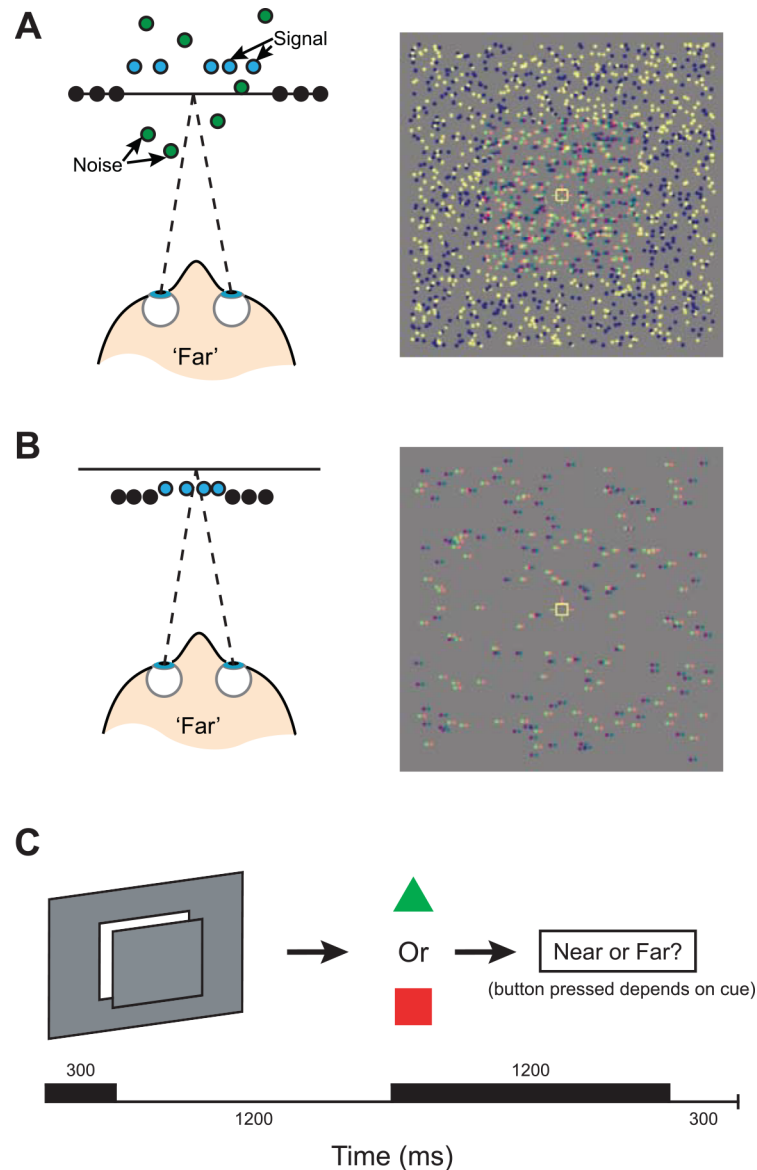 A
Signal
Noise
‘Far’
B
‘Far’
C
Or
Near or Far?
(button pressed depends on cue)
300
1200
1200
300
Time (ms)